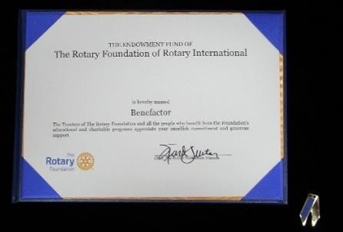 THE ENDOWMENT FUND OF
The Rotary Foundation of Rotary International
is hereby named
Benefactor
The Trustees of The Rotary Foundation and all the people who benefit from the Foundation's
educational and charitable programs appreciate your unselfish commitment and generous
support.
The
Rotary
Foundation